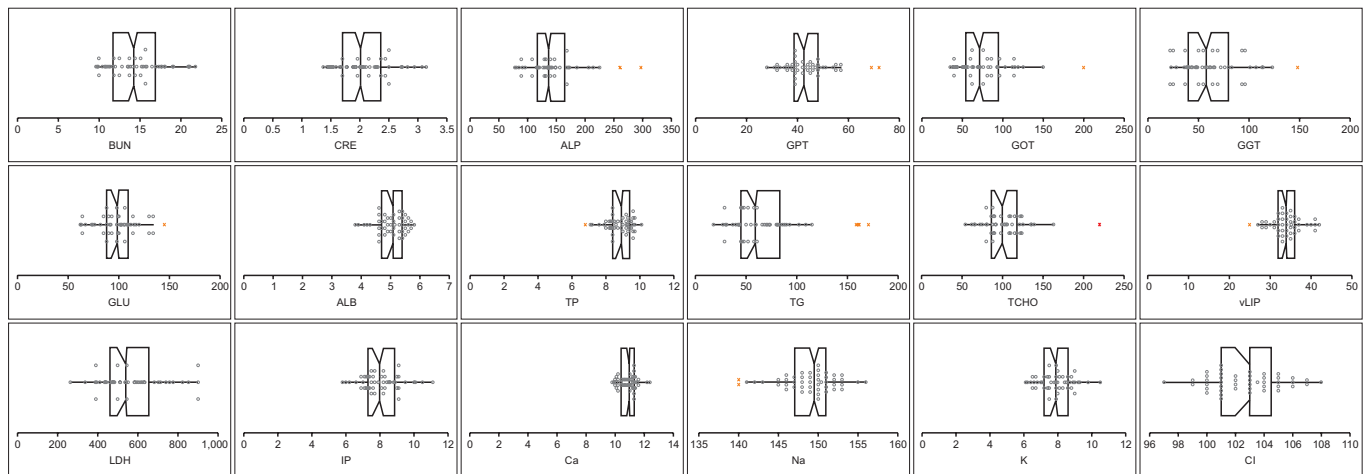 0 5 10 15 20 25
BUN
0 0.5 1 1.5 2 2.5 3 3.5
CRE
0 50 100 150 200 250 300 350
ALP
0 20 40 60 80
GPT
0 50 100 150 200 250
GOT
0 50 100 150 200
GGT
0 50 100 150 200
GLU
0 1 2 3 4 5 6 7
ALB
0 2 4 6 8 10 12
TP
0 50 100 150 200
TG
0 50 100 150 200 250
TCHO
0 10 20 30 40 50
vLIP
0 200 400 600 800 1,000
LDH
0 2 4 6 8 10 12
IP
0 2 4 6 8 10 12 14
Ca
135 140 145 150 155 160
Na
0 2 4 6 8 10 12
K
96 98 100 102 104 106 108 110
CI